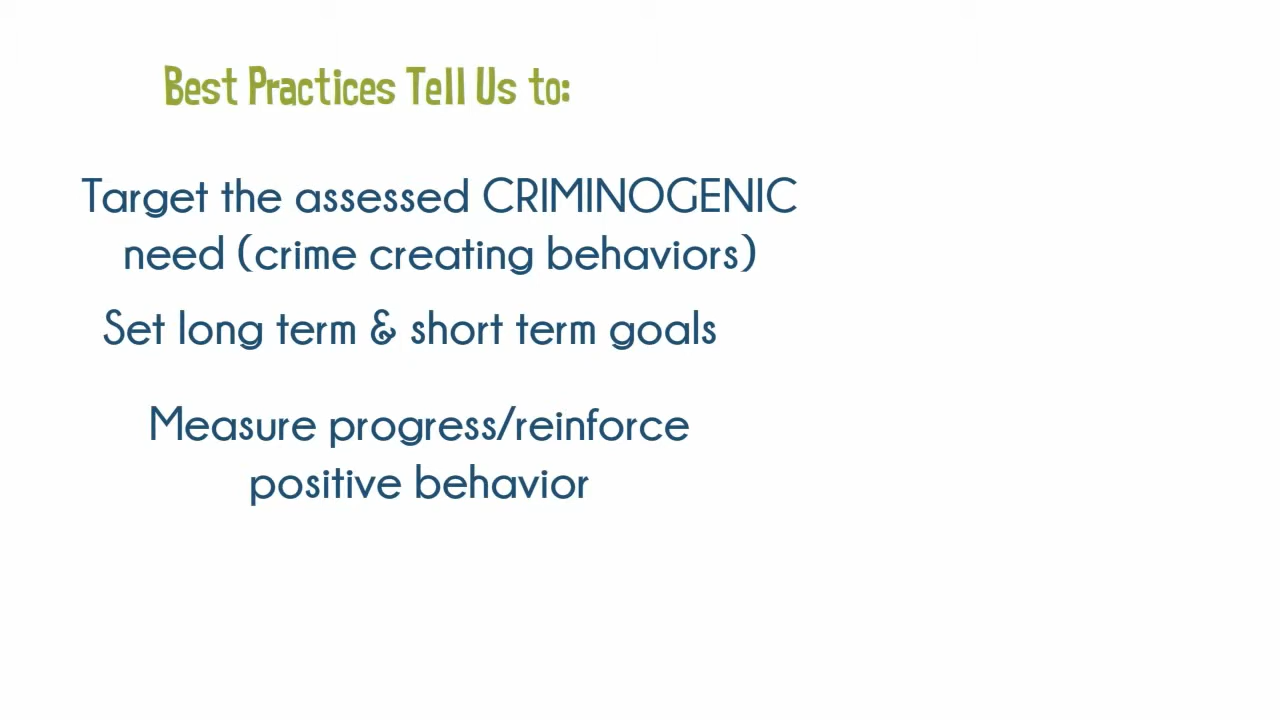 Best Practices Tell Us to:
Target the assessed CRIMINOGENIC
need (crime creating behaviors)
Set long term & short term goals
Measure progress/reinforce
positive behavior